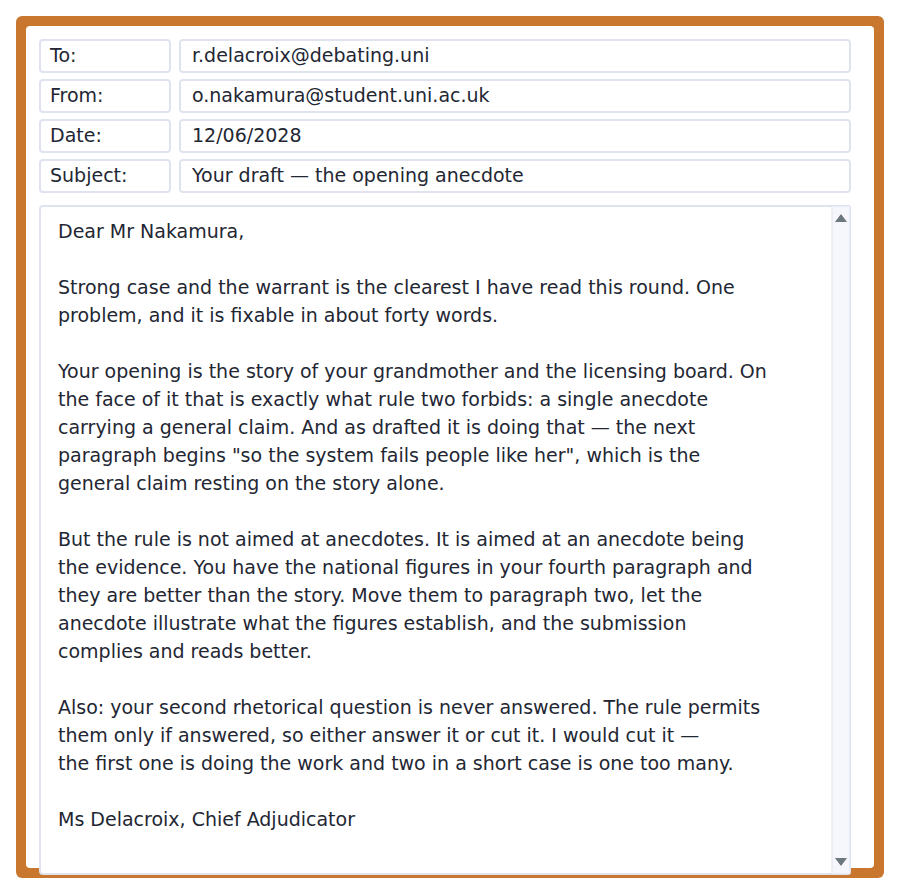 To: r.delacroix@debating.uni
From: o.nakamura@student.uni.ac.uk
Date: 12/06/2028
Subject: Your draft — the opening anecdote
Dear Mr Nakamura,
Strong case and the warrant is the clearest I have read this round. One
problem, and it is fixable in about forty words.
Your opening is the story of your grandmother and the licensing board. On
the face of it that is exactly what rule two forbids: a single anecdote
carrying a general claim. And as drafted it is doing that — the next
paragraph begins "so the system fails people like her", which is the
general claim resting on the story alone.
But the rule is not aimed at anecdotes. It is aimed at an anecdote being
the evidence. You have the national figures in your fourth paragraph and
they are better than the story. Move them to paragraph two, let the
anecdote illustrate what the figures establish, and the submission
complies and reads better.
Also: your second rhetorical question is never answered. The rule permits
them only if answered, so either answer it or cut it. I would cut it —
the first one is doing the work and two in a short case is one too many.
Ms Delacroix, Chief Adjudicator